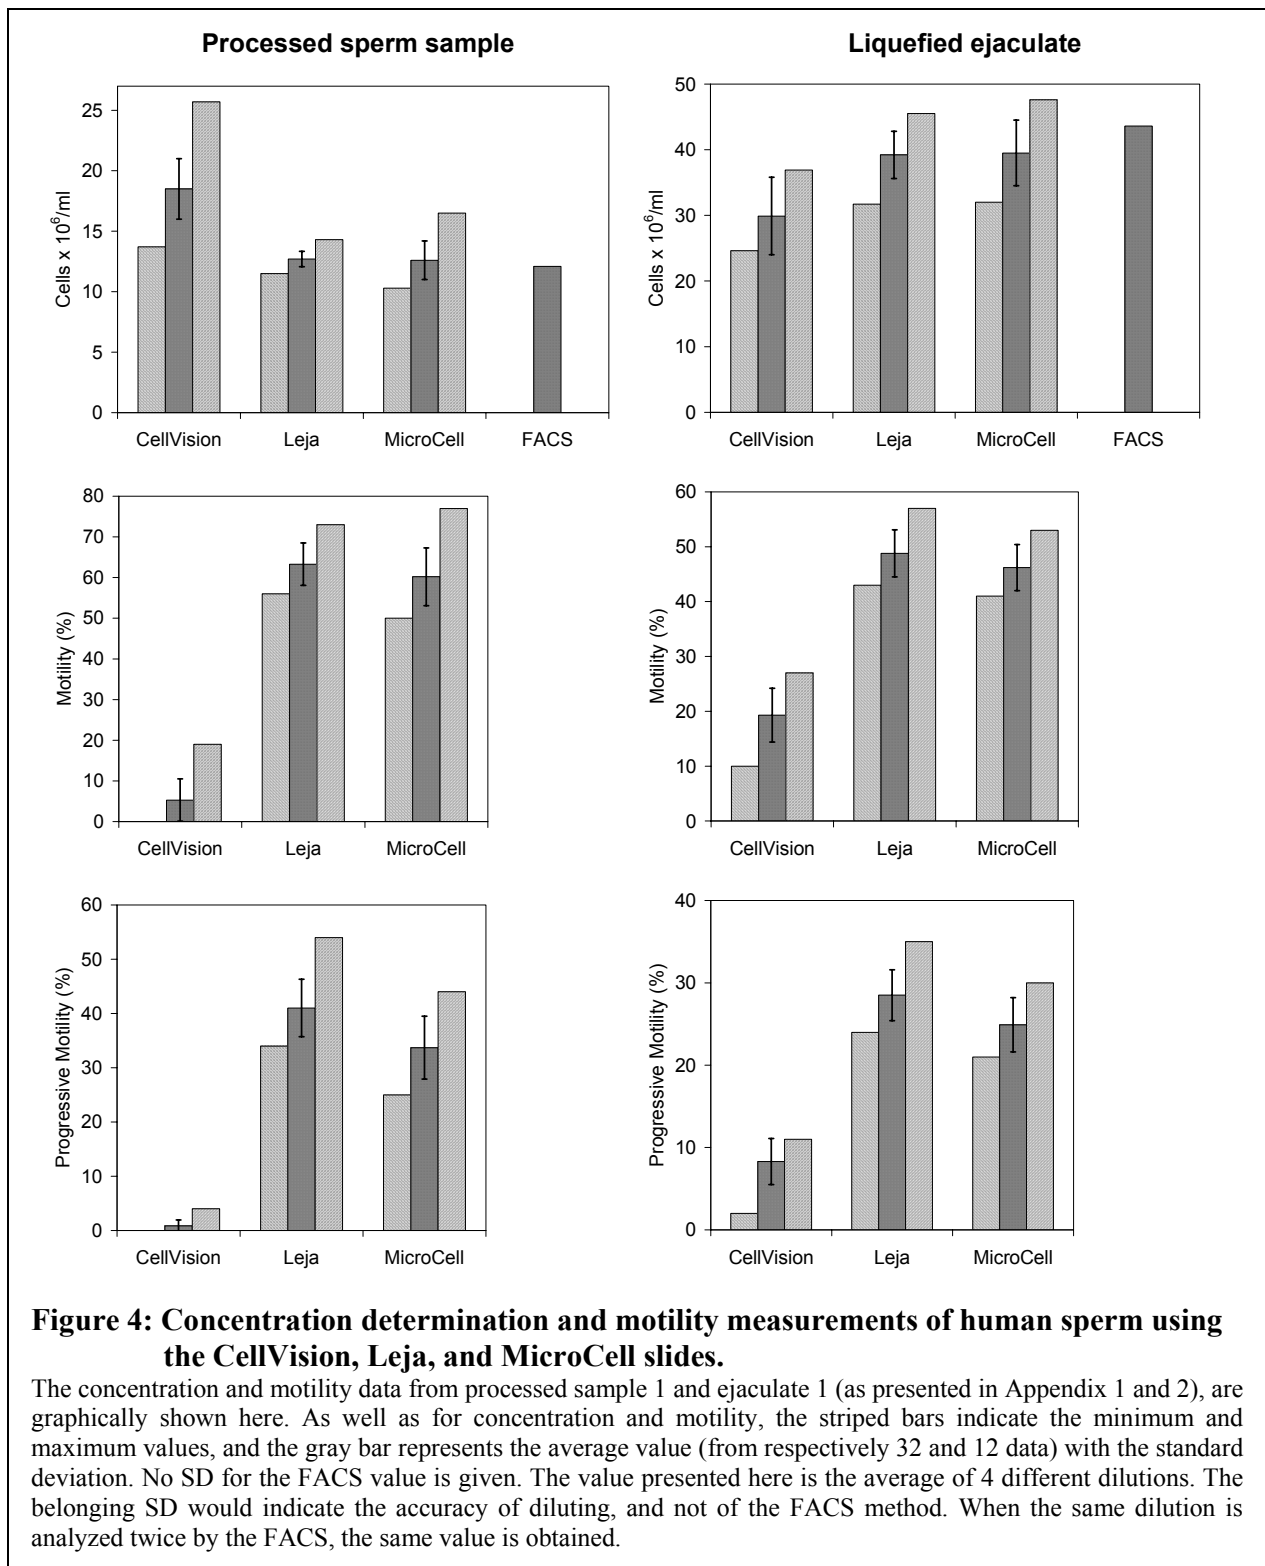 Processed sperm sample
Liquefied ejaculate
Cells x 10⁶/ml
25
20
15
10
5
0
CellVision Leja MicroCell FACS
Cells x 10⁶/ml
50
40
30
20
10
0
CellVision Leja MicroCell FACS
Motility (%)
80
70
60
50
40
30
20
10
0
CellVision Leja MicroCell
Motility (%)
60
50
40
30
20
10
0
CellVision Leja MicroCell
Progressive Motility (%)
60
50
40
30
20
10
0
CellVision Leja MicroCell
Progressive Motility (%)
40
30
20
10
0
CellVision Leja MicroCell
Figure 4: Concentration determination and motility measurements of human sperm using
the CellVision, Leja, and MicroCell slides.
The concentration and motility data from processed sample 1 and ejaculate 1 (as presented in Appendix 1 and 2), are
graphically shown here. As well as for concentration and motility, the striped bars indicate the minimum and
maximum values, and the gray bar represents the average value (from respectively 32 and 12 data) with the standard
deviation. No SD for the FACS value is given. The value presented here is the average of 4 different dilutions. The
belonging SD would indicate the accuracy of diluting, and not of the FACS method. When the same dilution is
analyzed twice by the FACS, the same value is obtained.